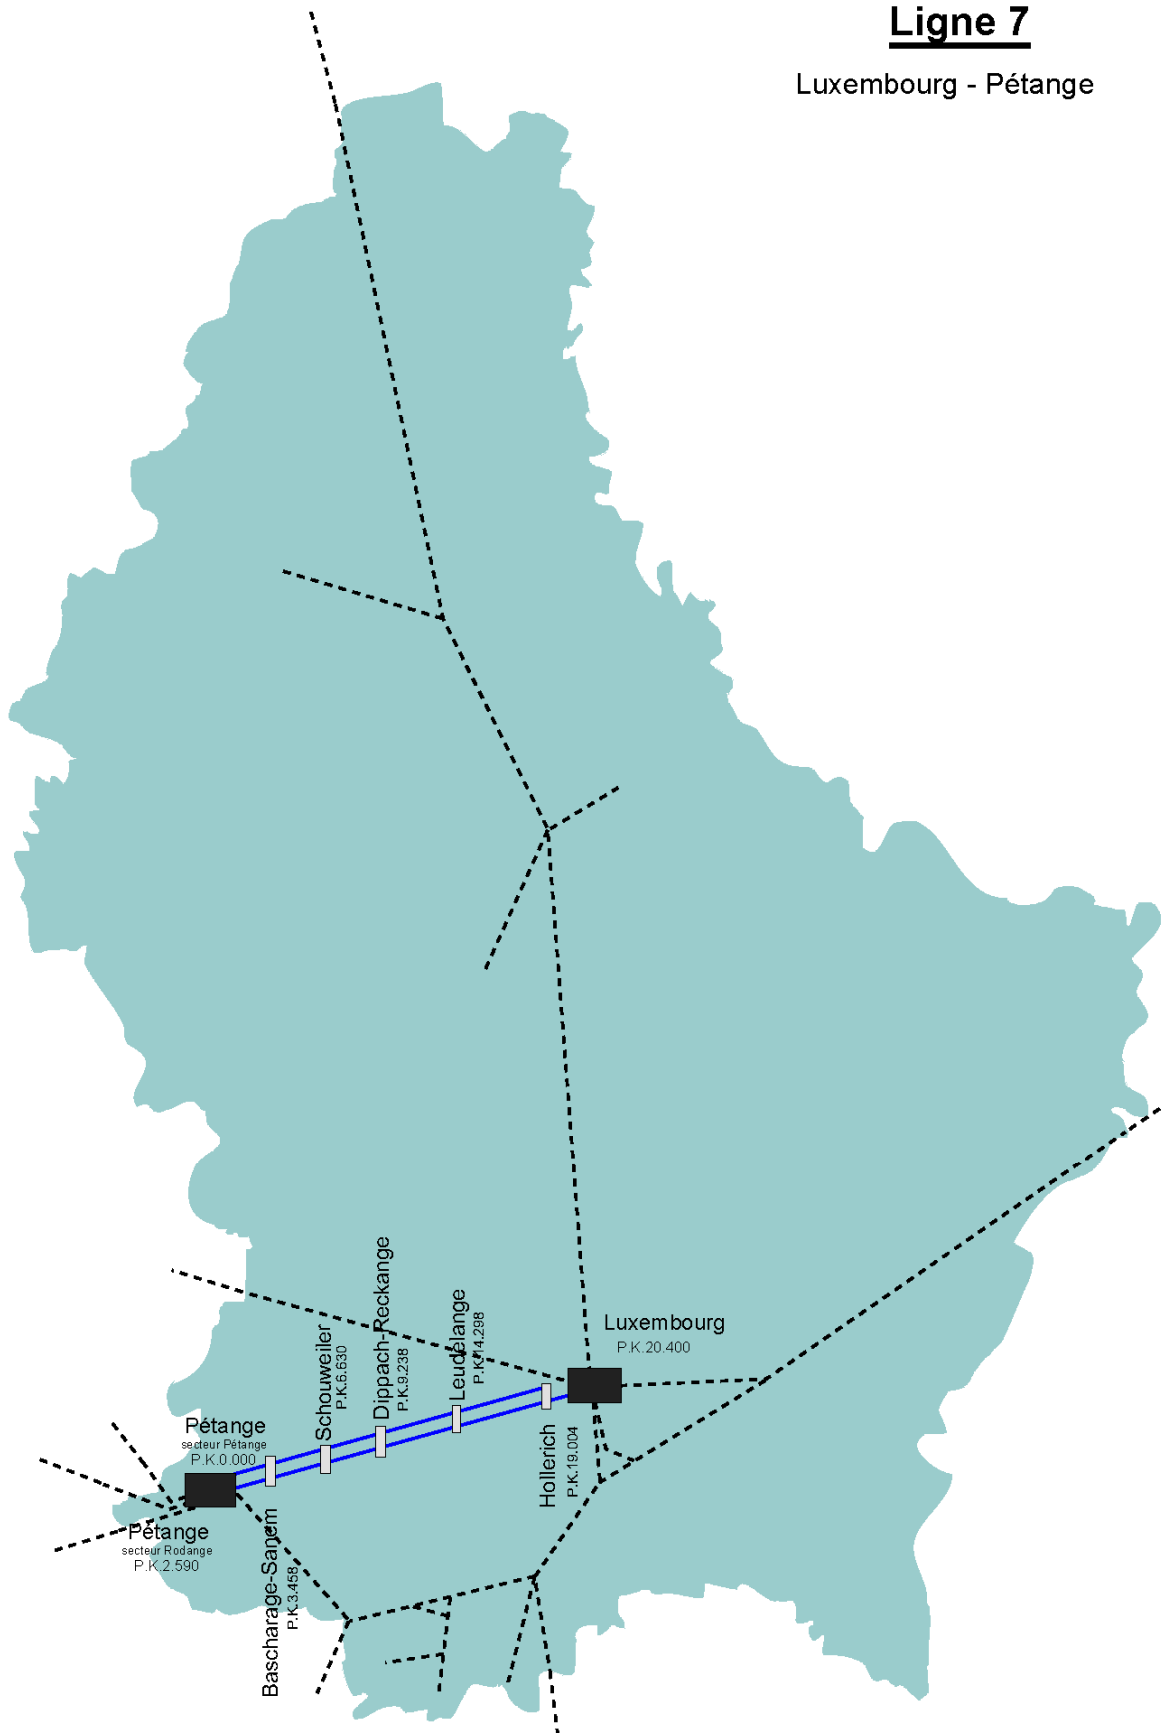 Ligne 7
Luxembourg - Pétange
Luxembourg
P.K.20.400
Dippach-Reckange
P.K.9.238
Leudelange
P.K.14.298
Schouweiler
P.K.6.630
Pétange
secteur Pétange
P.K.0.000
Hollerich
P.K.19.004
Pétange
secteur Rodange
P.K.2.590
Bascharage-Sanem
P.K.3.458